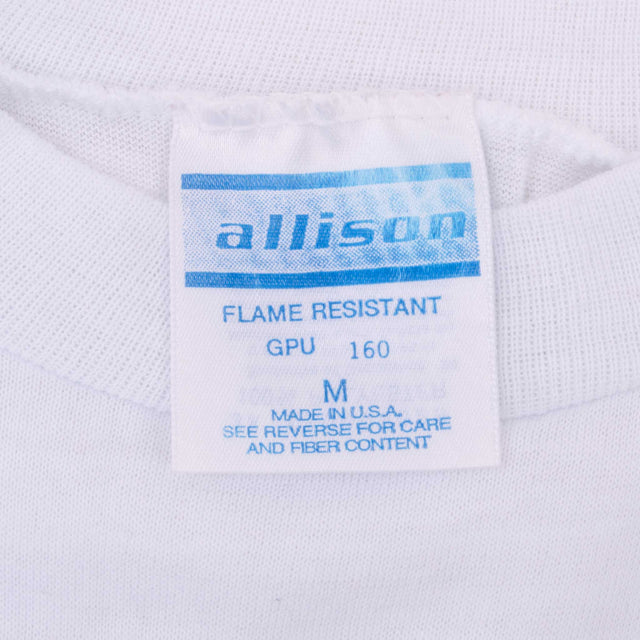 allison
FLAME RESISTANT
GPU 160
M
MADE IN U.S.A.
SEE REVERSE FOR CARE
AND FIBER CONTENT